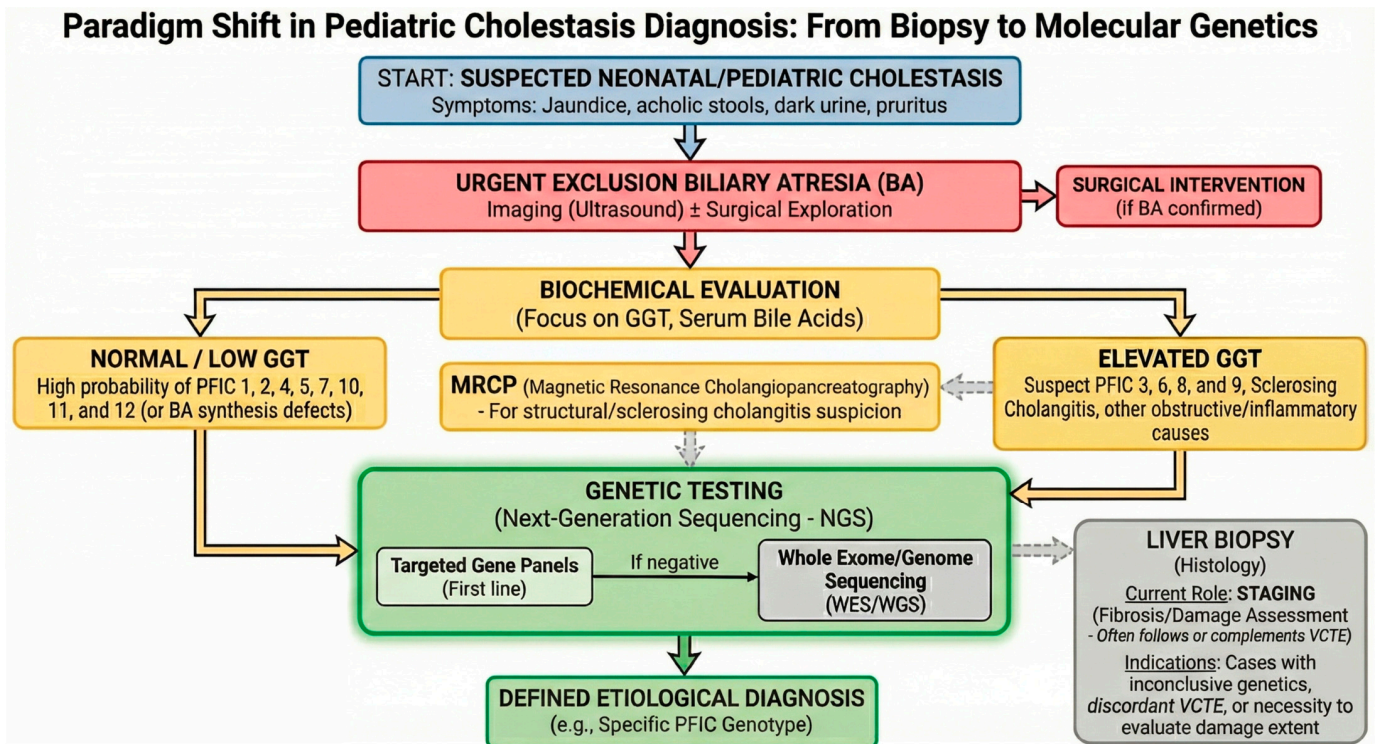 Paradigm Shift in Pediatric Cholestasis Diagnosis: From Biopsy to Molecular Genetics
START: SUSPECTED NEONATAL/PEDIATRIC CHOLESTASIS
Symptoms: Jaundice, acholic stools, dark urine, pruritus
URGENT EXCLUSION BILIARY ATRESIA (BA)
Imaging (Ultrasound) ± Surgical Exploration
SURGICAL INTERVENTION
(if BA confirmed)
BIOCHEMICAL EVALUATION
(Focus on GGT, Serum Bile Acids)
NORMAL / LOW GGT
High probability of PFIC 1, 2, 4, 5, 7, 10,
11, and 12 (or BA synthesis defects)
MRCP (Magnetic Resonance Cholangiopancreatography)
- For structural/sclerosing cholangitis suspicion
ELEVATED GGT
Suspect PFIC 3, 6, 8, and 9, Sclerosing
Cholangitis, other obstructive/inflammatory
causes
GENETIC TESTING
(Next-Generation Sequencing - NGS)
Targeted Gene Panels
(First line)
If negative
Whole Exome/Genome
Sequencing
(WES/WGS)
LIVER BIOPSY
(Histology)
Current Role: STAGING
(Fibrosis/Damage Assessment
- Often follows or complements VCTE)
Indications: Cases with
inconclusive genetics,
discordant VCTE, or necessity to
evaluate damage extent
DEFINED ETIOLOGICAL DIAGNOSIS
(e.g., Specific PFIC Genotype)